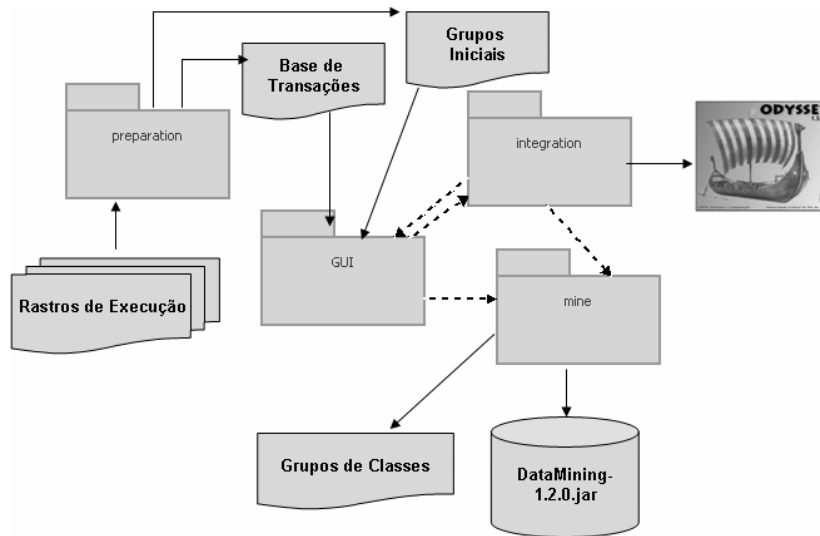 Grupos
Iniciais
Base de
Transações
ODYSSE
preparation
integration
GUI
Rastros de Execução
mine
Grupos de Classes
DataMining-
1.2.0.jar